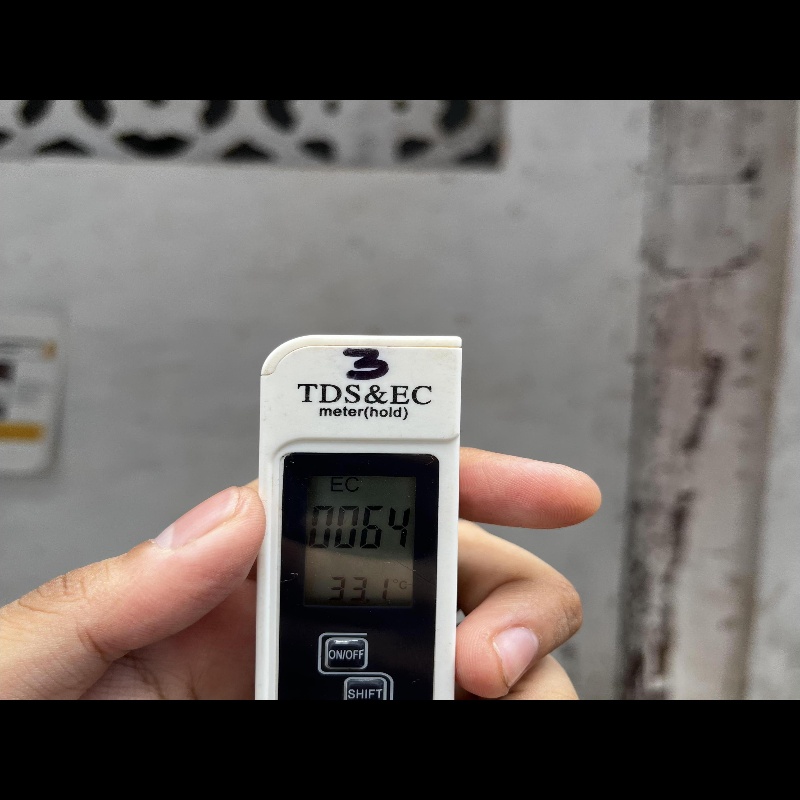 3
TDS&EC
meter(hold)
EC
0064
33.1 °C
ON/OFF
SHIFT